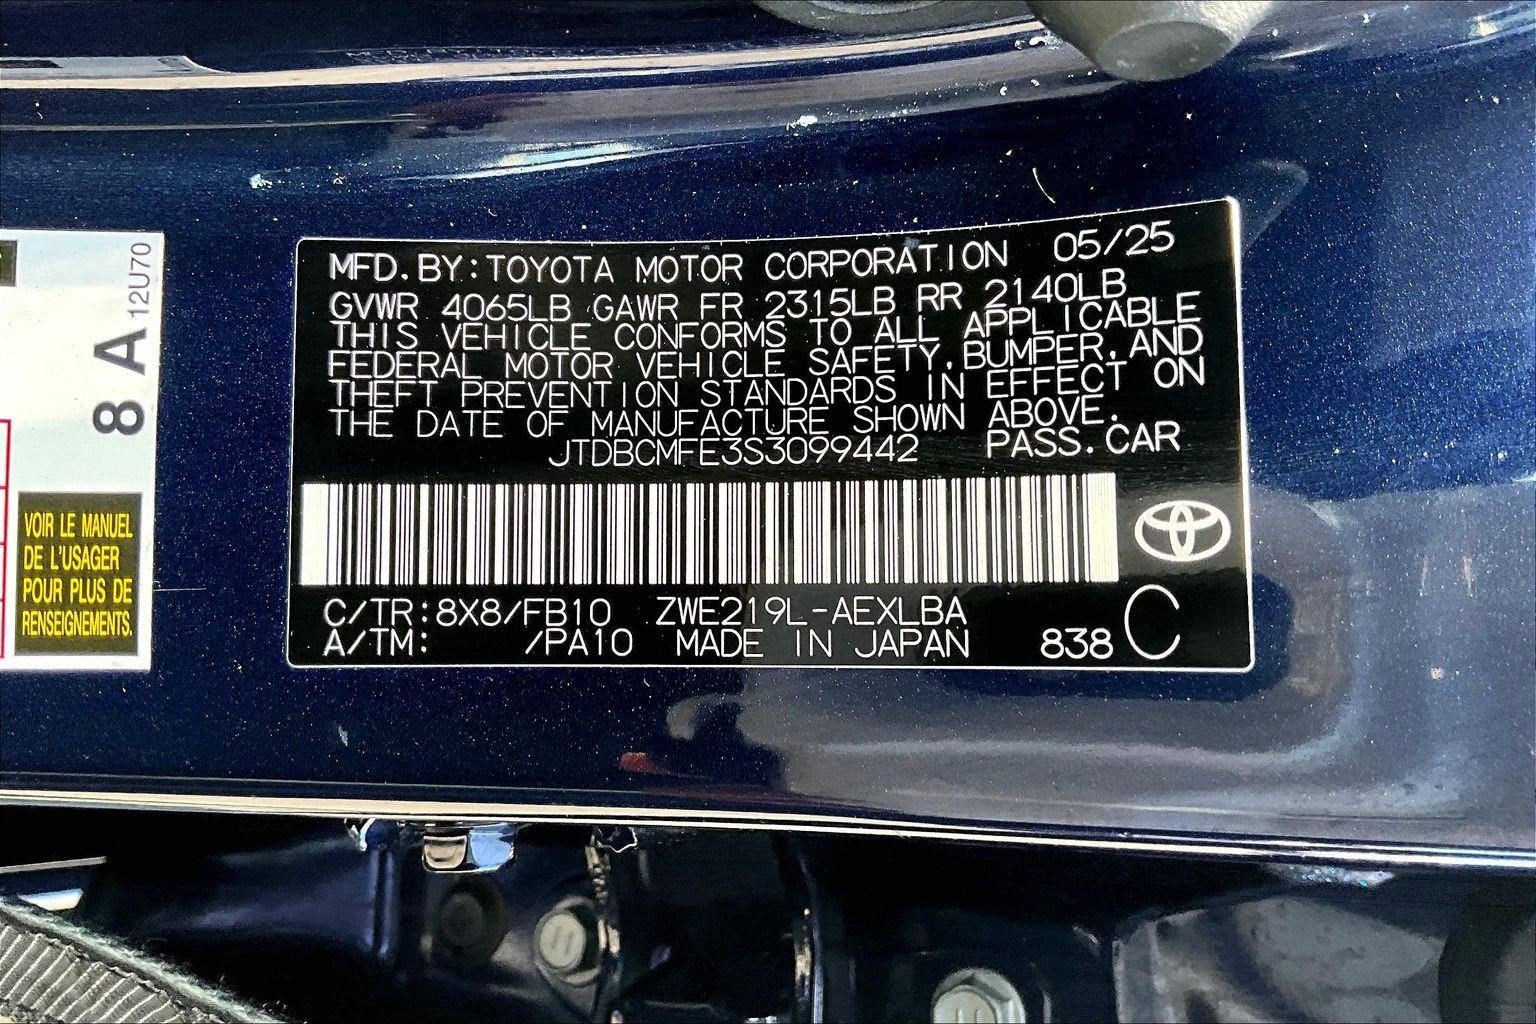 8 A 12U70
VOIR LE MANUEL
DE L'USAGER
POUR PLUS DE
RENSEIGNEMENTS.
MFD. BY: TOYOTA MOTOR CORPORATION 05/25
GVWR 4065LB GAWR FR 2315LB RR 2140LB
THIS VEHICLE CONFORMS TO ALL APPLICABLE
FEDERAL MOTOR VEHICLE SAFETY, BUMPER, AND
THEFT PREVENTION STANDARDS IN EFFECT ON
THE DATE OF MANUFACTURE SHOWN ABOVE.
JTDBCMFE3S3099442 PASS. CAR
C/TR: 8X8/FB10 ZWE219L-AEXLBA
A/TM: /PA10 MADE IN JAPAN 838 C